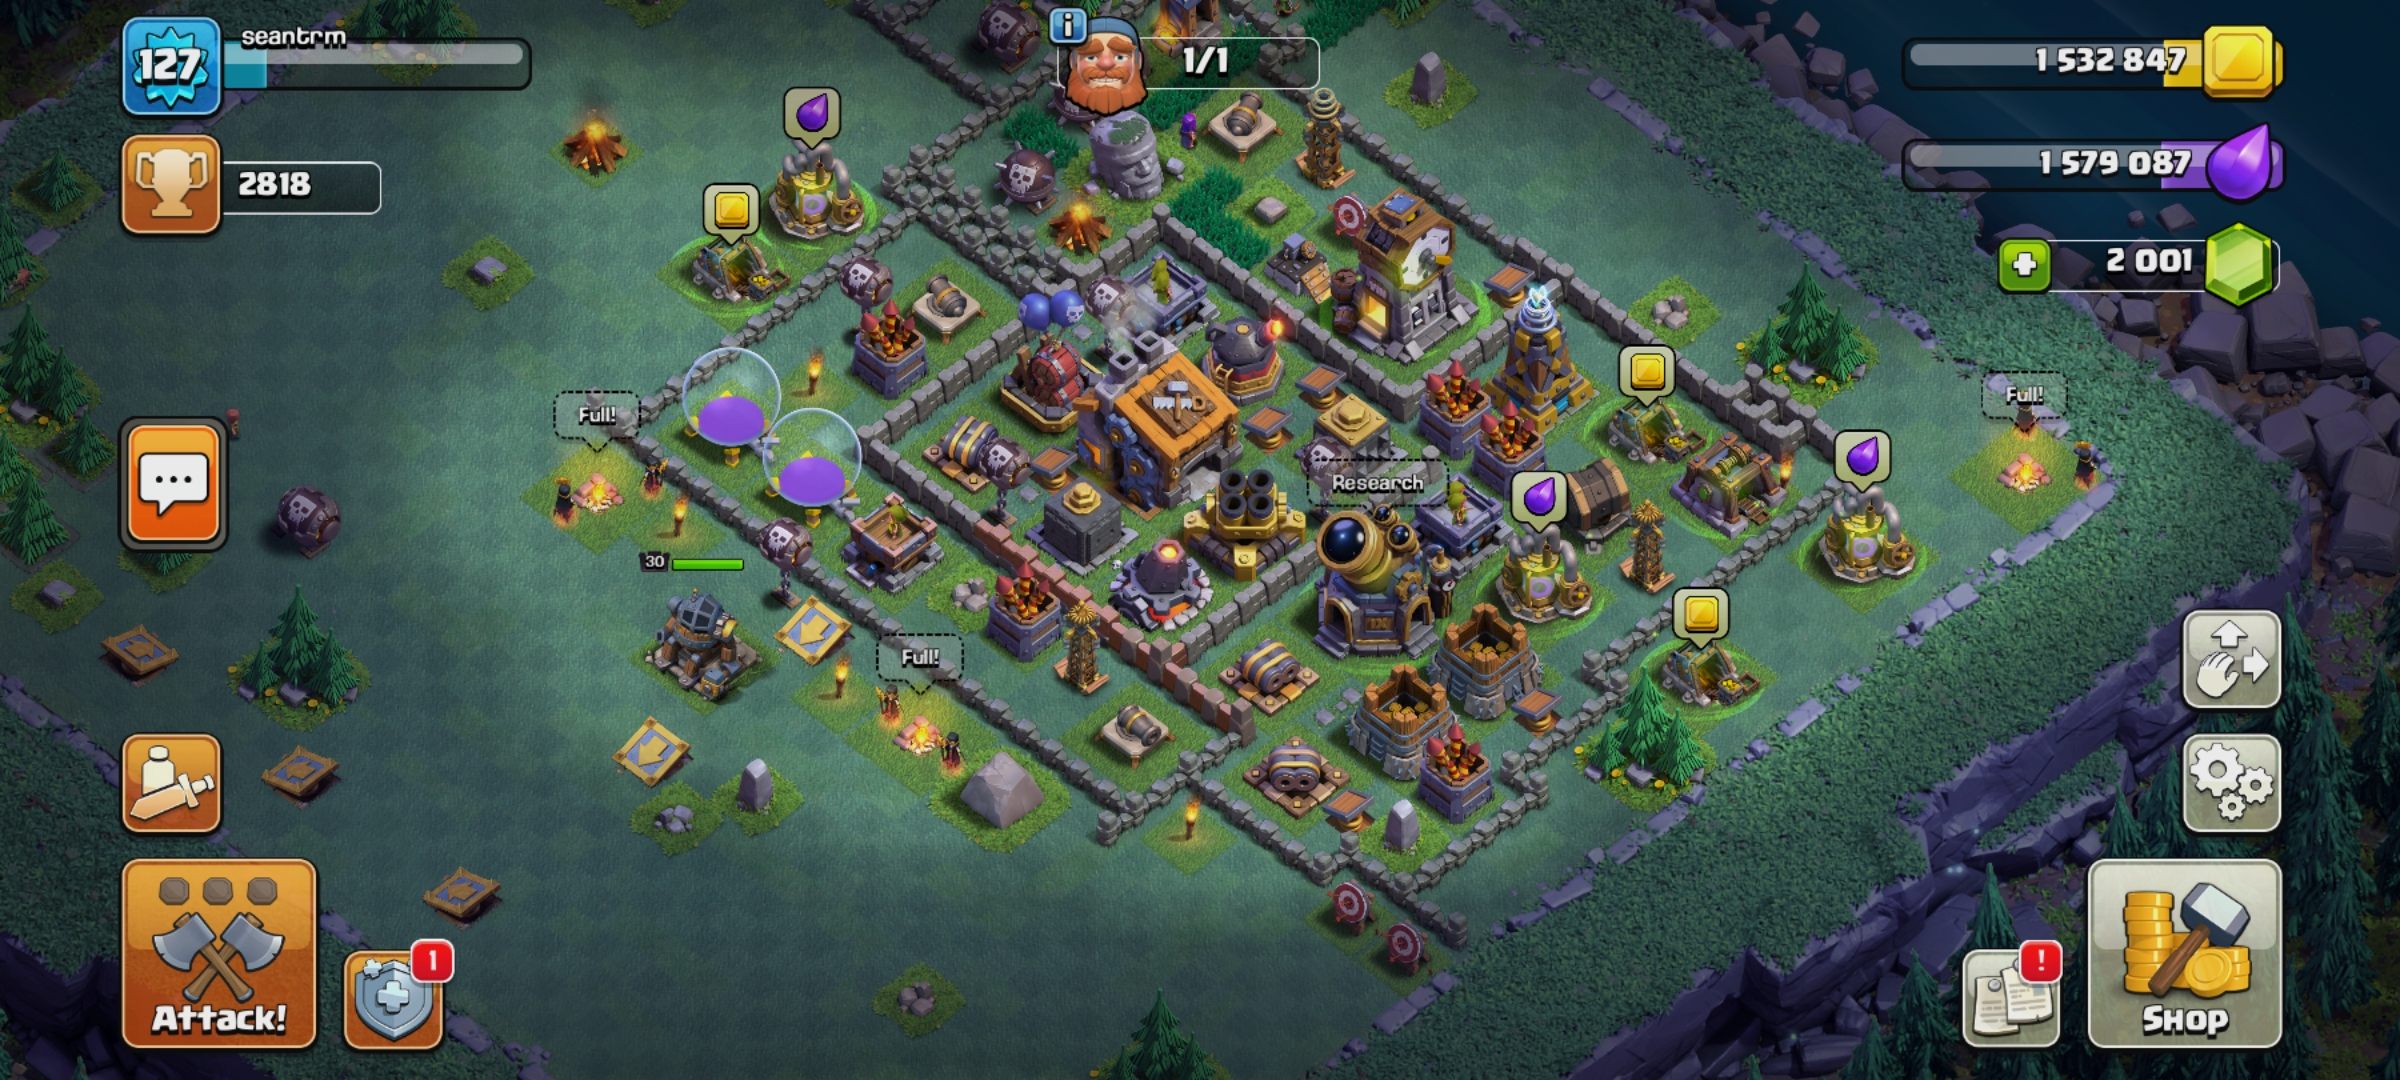 127
seantrm
1/1
1 532 847
2818
1 579 087
2 001
Full!
Full!
Research
30
Full!
Attack!
1
!
Shop